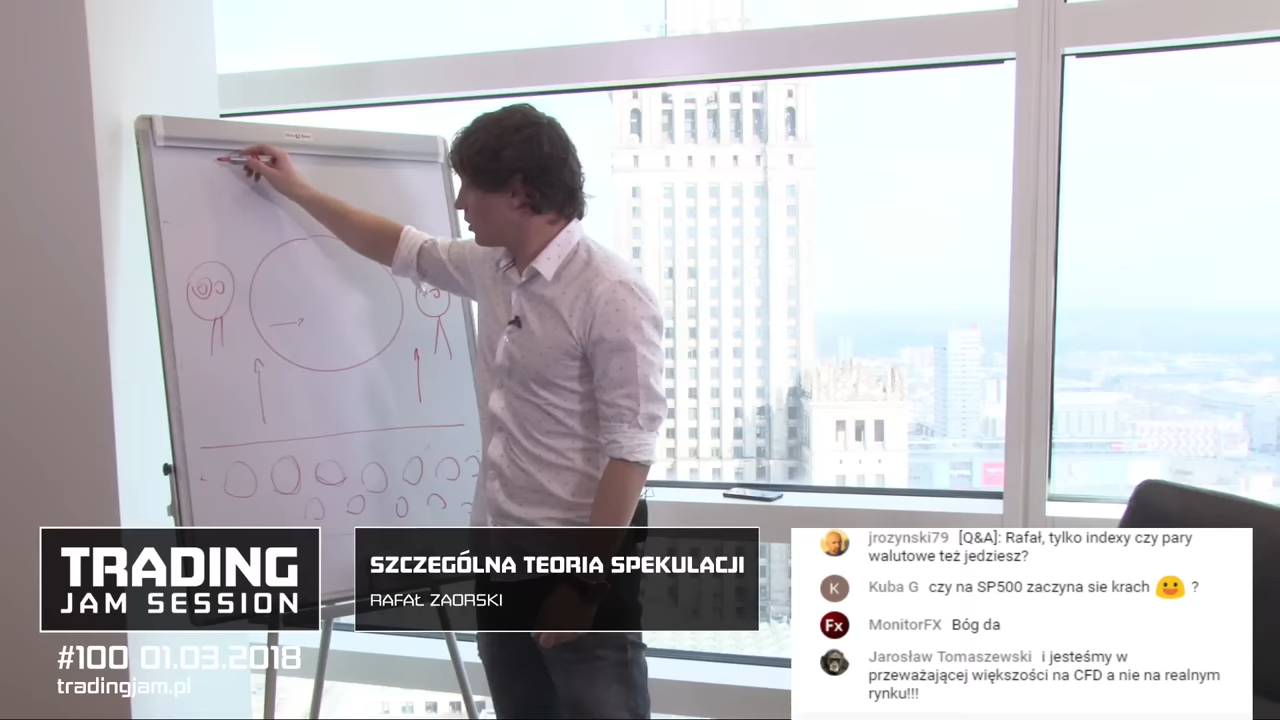 TRADING
JAM SESSION
#100 01.03.2018
tradingjam.pl
SZCZEGÓLNA TEORIA SPEKULACJI
RAFAŁ ZAORSKI
jrozynski79 [Q&A]: Rafał, tylko indexy czy pary
walutowe też jedziesz?
K
Kuba G czy na SP500 zaczyna sie krach 😃 ?
Fx
MonitorFX Bóg da
Jarosław Tomaszewski i jesteśmy w
przeważającej większości na CFD a nie na realnym
rynku!!!